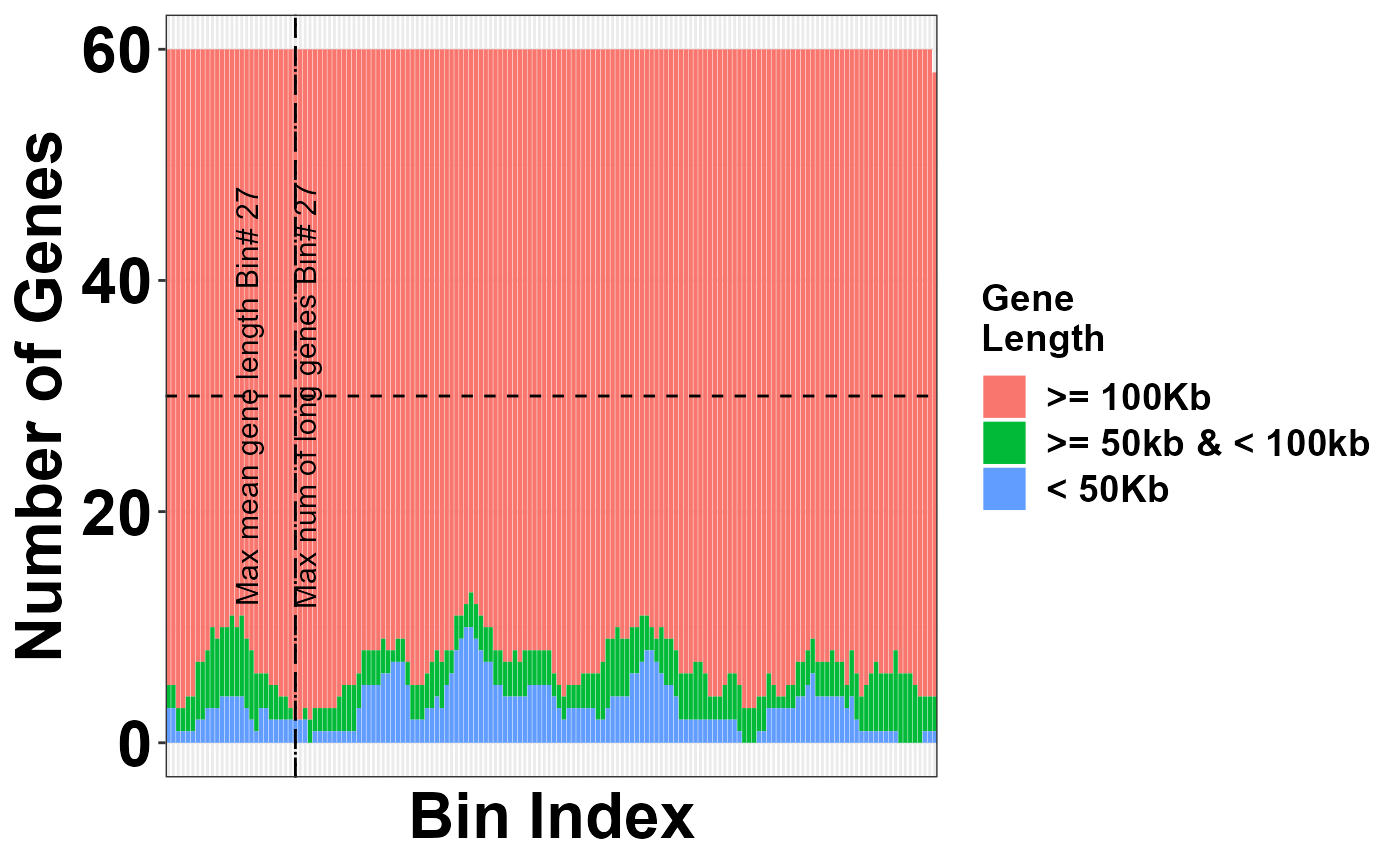 Number of Genes
60
40
20
0
Max mean gene length Bin# 27
Max num of long genes Bin# 27
Bin Index
Gene
Length
>= 100Kb
>= 50kb & < 100kb
< 50Kb